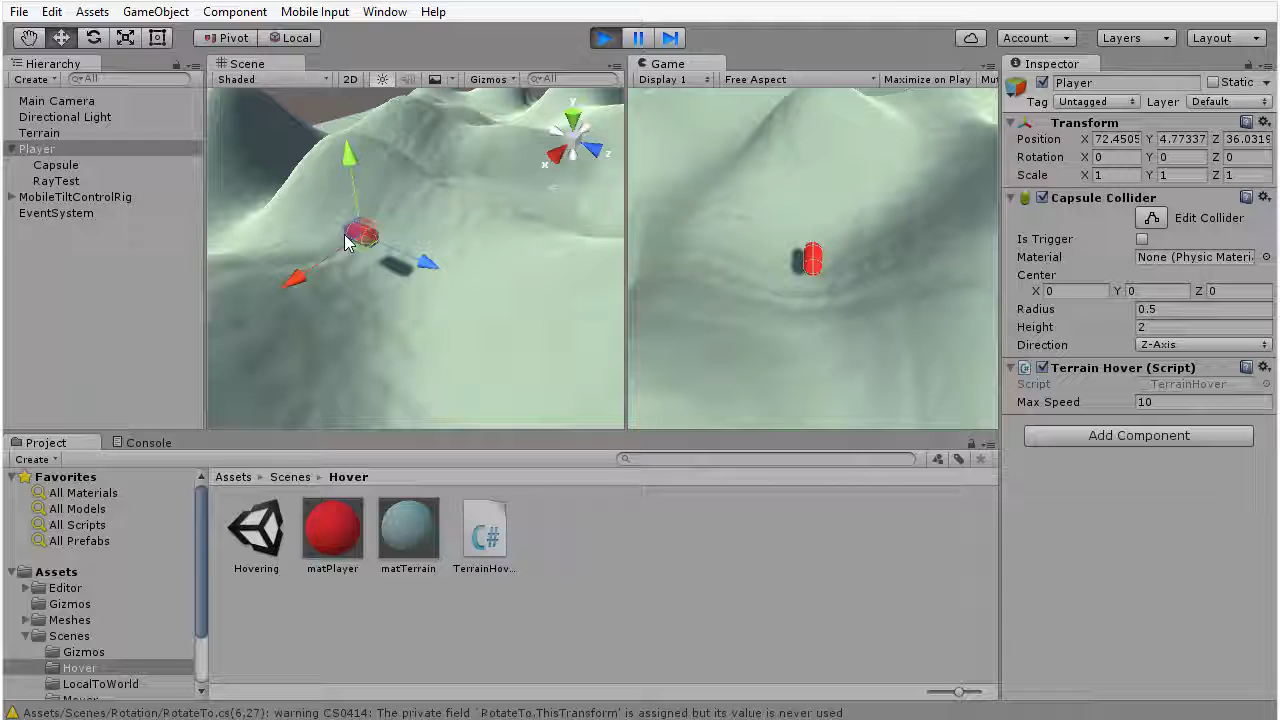 File Edit Assets GameObject Component Mobile Input Window Help
Pivot Local Account Layers Layout
Hierarchy Scene Game Inspector
Create All Shaded 2D Gizmos All Display 1 Free Aspect Maximize on Play Mut
Player Static
Tag Untagged Layer Default
Main Camera
Directional Light
Terrain
Player
Capsule
RayTest
MobileTiltControlRig
EventSystem
y
x
z
Transform
Position X 72.4505 Y 4.77337 Z 36.0319
Rotation X 0 Y 0 Z 0
Scale X 1 Y 1 Z 1
Capsule Collider
Edit Collider
Is Trigger
Material None (Physic Materi
Center
X 0 Y 0 Z 0
Radius 0.5
Height 2
Direction Z-Axis
Terrain Hover (Script)
Script TerrainHover
Max Speed 10
Add Component
Project Console
Create
Favorites
All Materials
All Models
All Scripts
All Prefabs
Assets
Editor
Gizmos
Meshes
Scenes
Gizmos
Hover
LocalToWorld
Assets Scenes Hover
C#
Hovering matPlayer matTerrain TerrainHov...
Assets/Scenes/Rotation/RotateTo.cs(6,27): warning CS0414: The private field `RotateTo.ThisTransform' is assigned but its value is never used